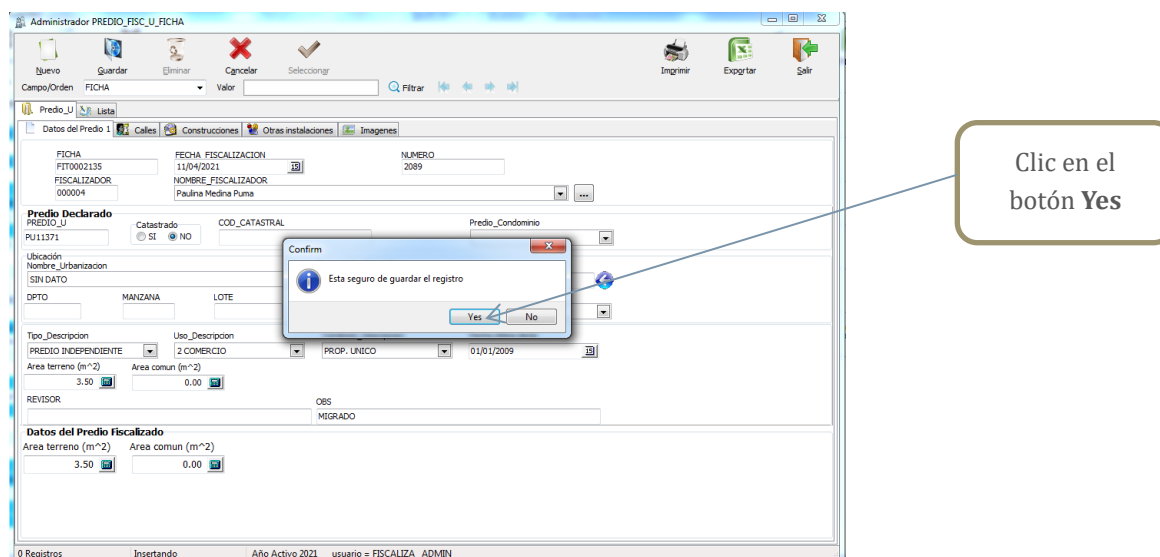 Administrador PREDIO_FISC_U_FICHA
Nuevo Guardar Eliminar Cancelar Seleccionar Imprimir Exportar Salir
Campo/Orden FICHA Valor Filtrar
Predio_U Lista
Datos del Predio 1 Calles Construcciones Otras instalaciones Imagenes
FICHA FECHA_FISCALIZACION NUMERO
FIT0002135 11/04/2021 15 2089
FISCALIZADOR NOMBRE_FISCALIZADOR
000004 Paulina Medina Puma ...
Predio Declarado
PREDIO_U Catastrado COD_CATASTRAL Predio_Condominio
PU11371 SI NO
Clic en el
botón Yes
Confirm
Ubicación
Nombre_Urbanizacion
SIN DATO
Esta seguro de guardar el registro
DPTO MANZANA LOTE
Yes No
Tipo_Descripcion Uso_Descripcion
PREDIO INDEPENDIENTE 2 COMERCIO PROP. UNICO 01/01/2009 15
Area terreno (m^2) Area comun (m^2)
3.50 0.00
REVISOR OBS
MIGRADO
Datos del Predio Fiscalizado
Area terreno (m^2) Area comun (m^2)
3.50 0.00
0 Registros Insertando Año Activo 2021 usuario = FISCALIZA_ADMIN